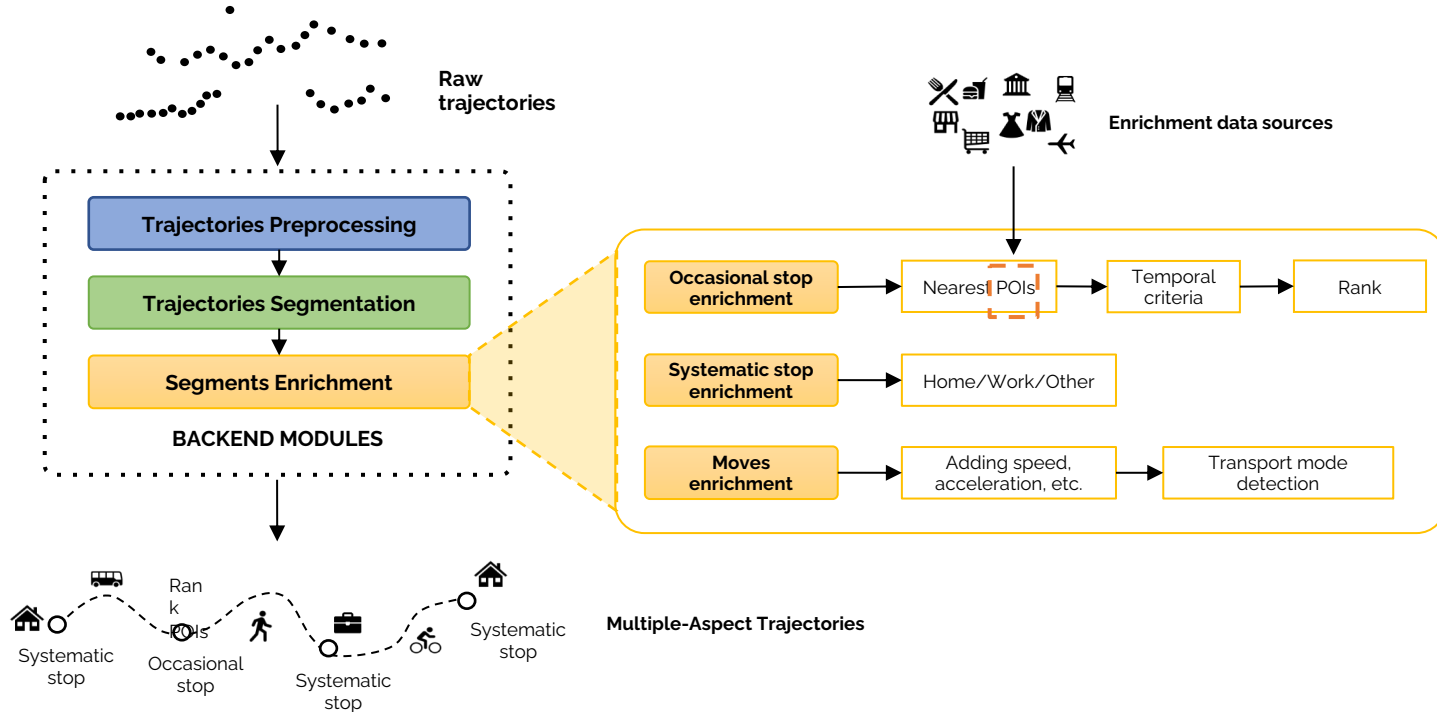 Raw
trajectories
Enrichment data sources
Trajectories Preprocessing
Trajectories Segmentation
Segments Enrichment
BACKEND MODULES
Occasional stop
enrichment
Nearest POIs
Temporal
criteria
Rank
Systematic stop
enrichment
Home/Work/Other
Moves
enrichment
Adding speed,
acceleration, etc.
Transport mode
detection
Ran
k
POIs
Systematic
stop
Occasional
stop
Systematic
stop
Systematic
stop
Multiple-Aspect Trajectories